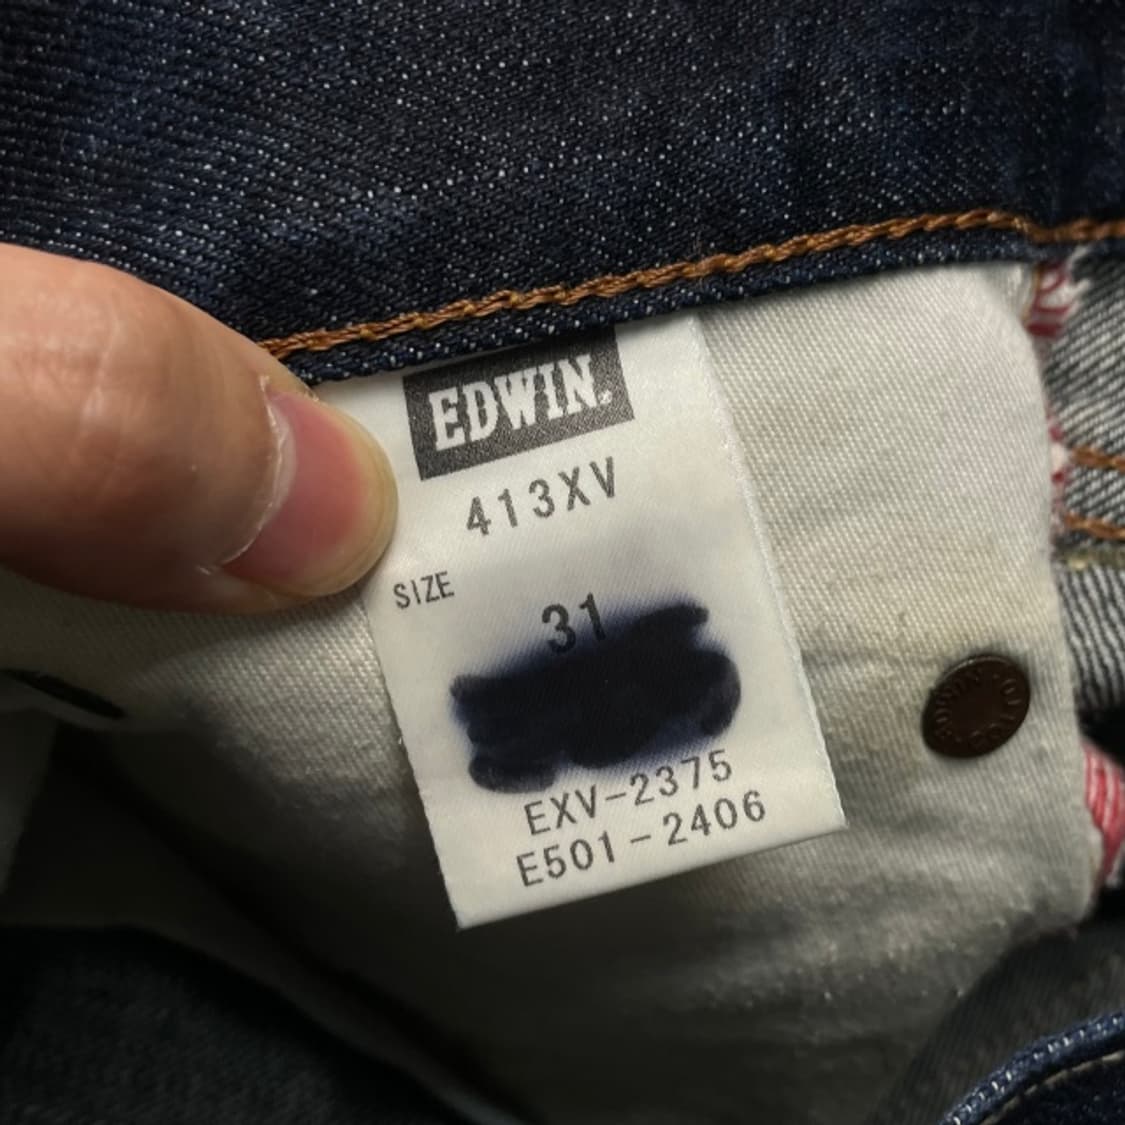 EDWIN.
413XV
SIZE
31
EXV-2375
E501-2406